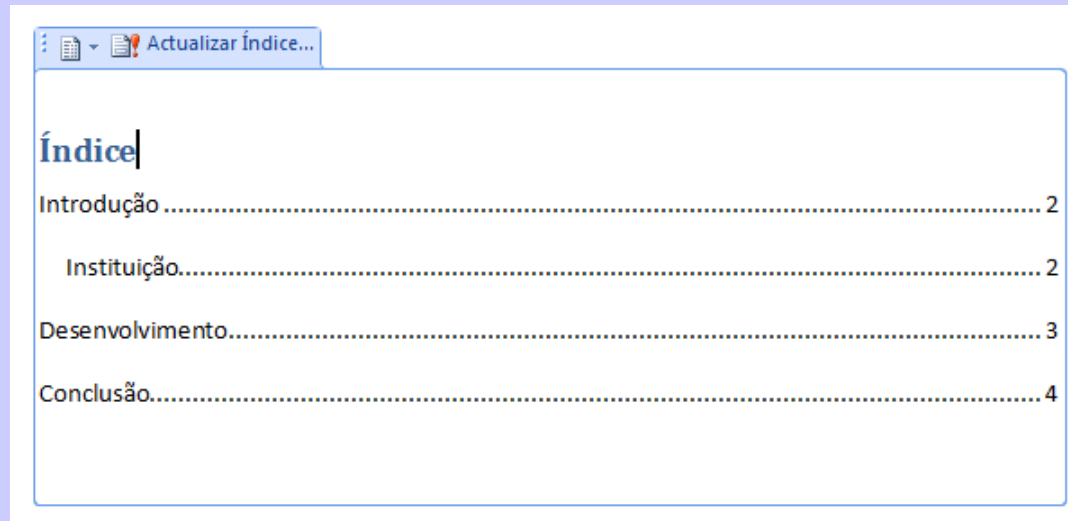 Actualizar Índice...
Índice
Introdução ........................................................................................................................ 2
Instituição........................................................................................................................ 2
Desenvolvimento............................................................................................................... 3
Conclusão.......................................................................................................................... 4